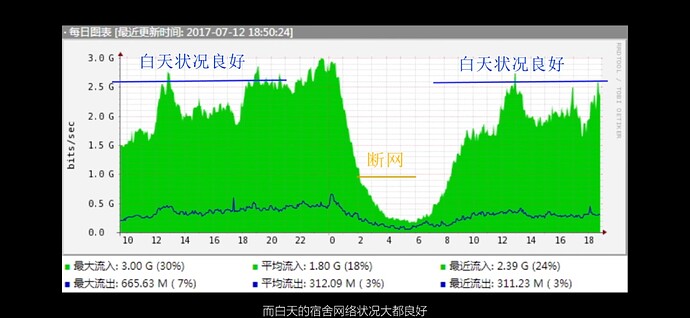 · 每日图表 [最近更新时间: 2017-07-12 18:50:24]
3.0 G
2.5 G
2.0 G
1.5 G
1.0 G
0.5 G
0.0
bits/sec
白天状况良好
白天状况良好
断网
RRDTOOL / TOBI OETIKER
10 12 14 16 18 20 22 0 2 4 6 8 10 12 14 16 18
最大流入: 3.00 G (30%) 平均流入: 1.80 G (18%) 最近流入: 2.39 G (24%)
最大流出: 665.63 M ( 7%) 平均流出: 312.09 M ( 3%) 最近流出: 311.23 M ( 3%)
而白天的宿舍网络状况大都良好